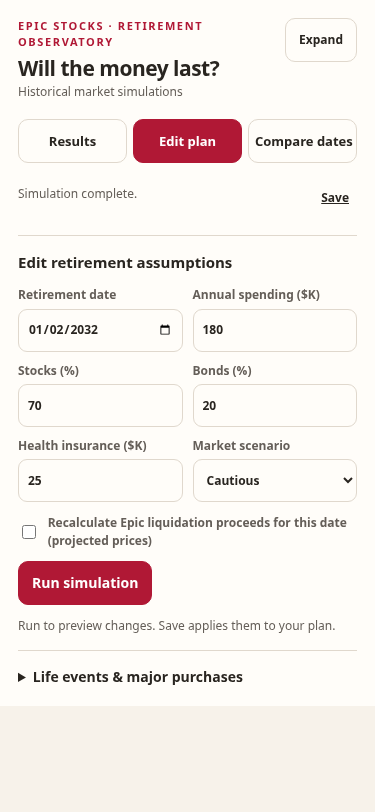 EPIC STOCKS · RETIREMENT
OBSERVATORY
Expand
Will the money last?
Historical market simulations
Results
Edit plan
Compare dates
Simulation complete.
Save
Edit retirement assumptions
Retirement date
Annual spending ($K)
01/02/2032
180
Stocks (%)
Bonds (%)
70
20
Health insurance ($K)
Market scenario
25
Cautious
Recalculate Epic liquidation proceeds for this date
(projected prices)
Run simulation
Run to preview changes. Save applies them to your plan.
Life events & major purchases